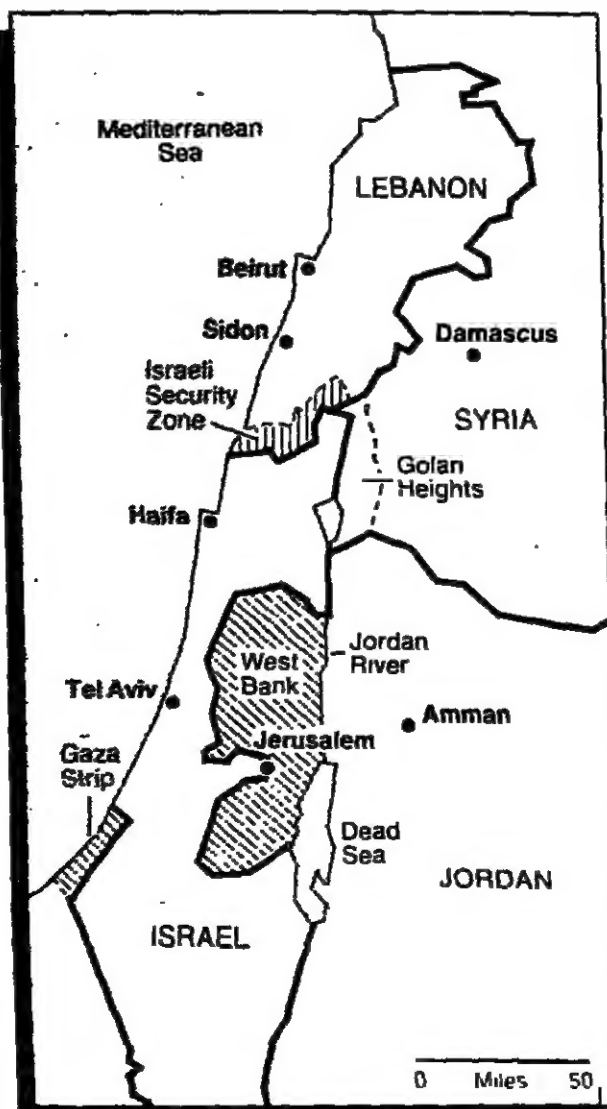 Mediterranean
Sea
LEBANON
Beirut
Sidon
Damascus
Israeli
Security
Zone
SYRIA
Golan
Heights
Haifa
West
Bank
Jordan
River
Tel Aviv
Amman
Jerusalem
Gaza
Strip
Dead
Sea
JORDAN
ISRAEL
0 Miles 50